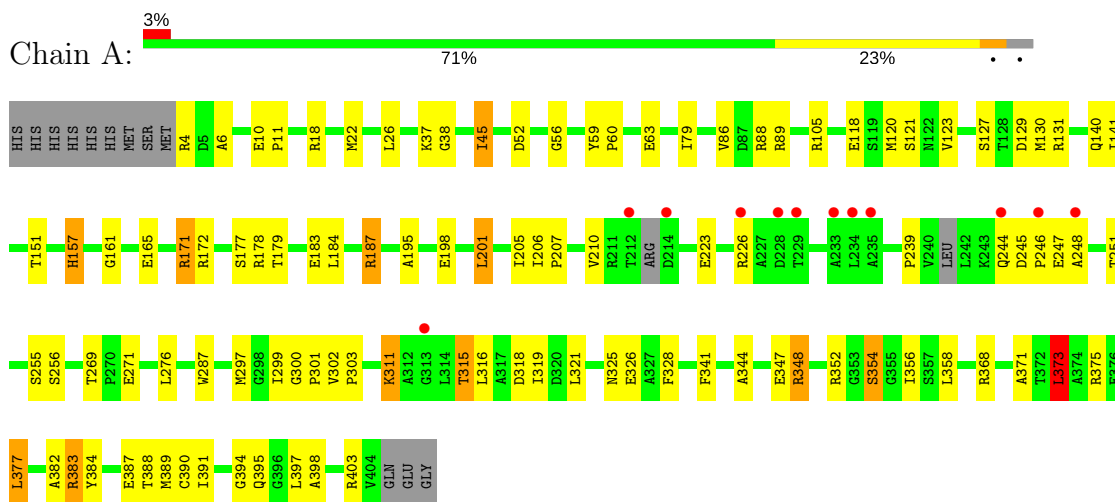 3%
Chain A:
71% 23% • •
HIS HIS HIS HIS HIS HIS MET SER MET R4 D5 A6 E10 P11 R18 M22 L26 K37 G38 I45 D52 G56 Y59 P60 E63 I79 V86 D87 R88 R89 R105 E118 S119 M120 S121 N122 V123 S127 T128 D129 M130 R131 Q140 I141
T151 H157 G161 E165 R171 R172 S177 R178 T179 E183 L184 R187 A195 E198 L201 I205 I206 P207 V210 R211 T212 ARG D214 E223 R226 A227 D228 T229 A233 L234 A235 P239 V240 LEU L242 K243 Q244 D245 P246 E247 A248 T251
S255 S256 T269 P270 E271 L276 W287 M297 G298 I299 G300 P301 V302 P303 K311 A312 G313 L314 T315 L316 A317 D318 I319 D320 L321 N325 E326 A327 F328 F341 A344 E347 R348 R352 G353 S354 G355 I356 S357 L358 R368 A371 T372 L373 A374 R375 E376
L377 A382 R383 Y384 E387 T388 M389 C390 I391 G394 Q395 G396 L397 A398 R403 V404 GLN GLU GLY